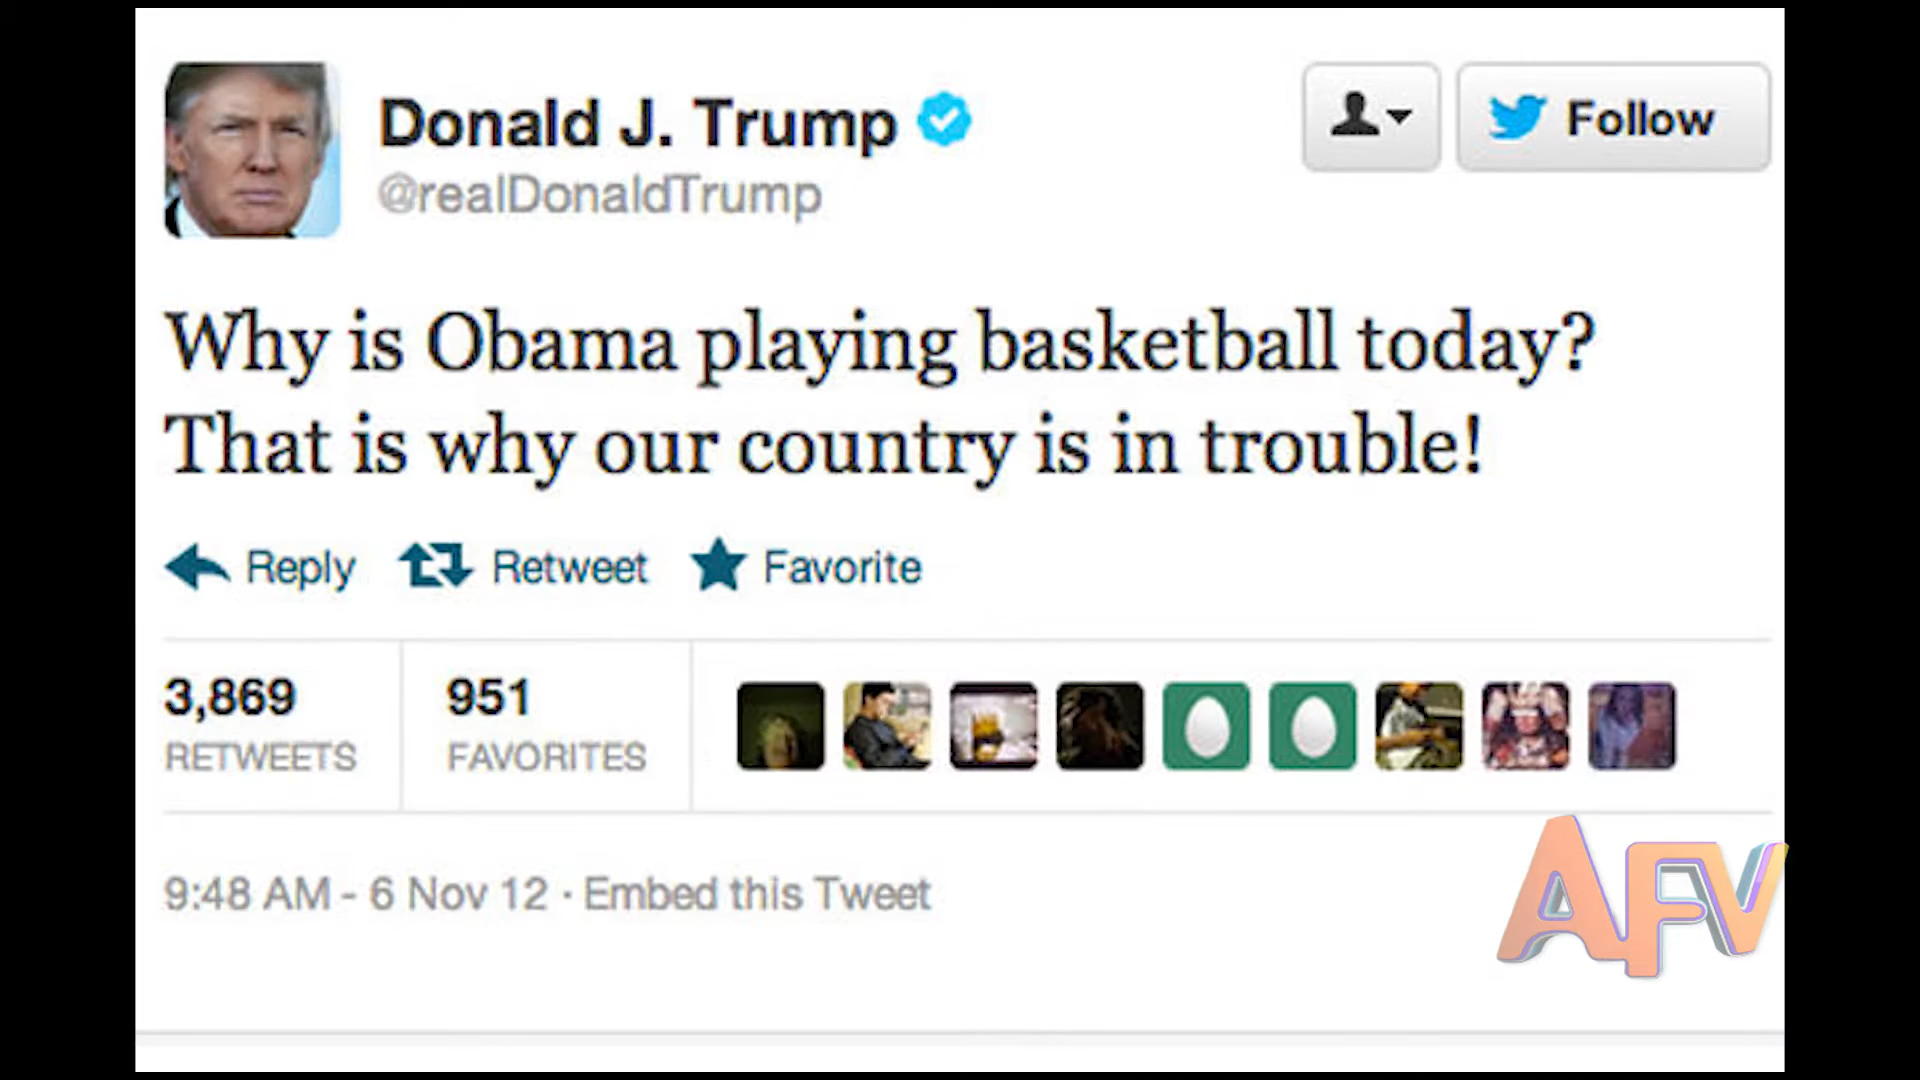 Donald J. Trump
@realDonaldTrump
Follow
Why is Obama playing basketball today?
That is why our country is in trouble!
Reply Retweet Favorite
3,869 951
RETWEETS FAVORITES
9:48 AM - 6 Nov 12 · Embed this Tweet
AFV